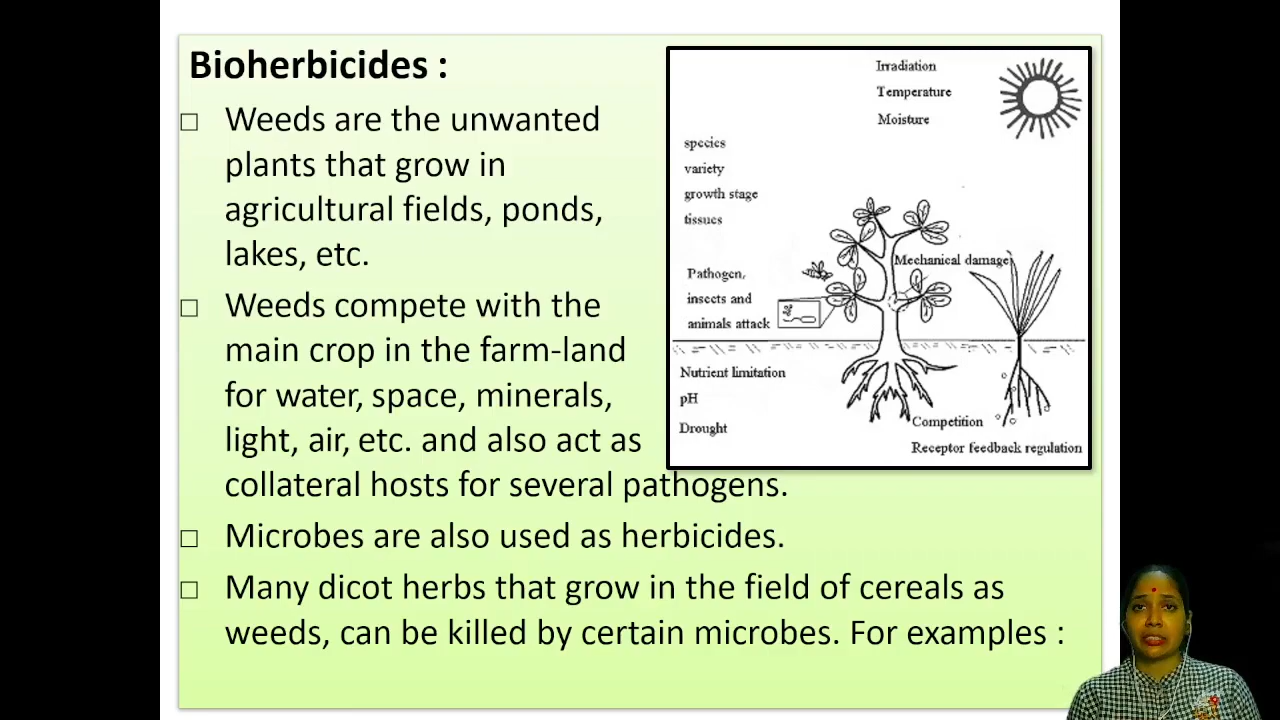 Bioherbicides :
□ Weeds are the unwanted
plants that grow in
agricultural fields, ponds,
lakes, etc.
□ Weeds compete with the
main crop in the farm-land
for water, space, minerals,
light, air, etc. and also act as
collateral hosts for several pathogens.
□ Microbes are also used as herbicides.
□ Many dicot herbs that grow in the field of cereals as
weeds, can be killed by certain microbes. For examples :
Irradiation
Temperature
Moisture
species
variety
growth stage
tissues
Mechanical damage
Pathogen,
insects and
animals attack
Nutrient limitation
pH
Drought
Competition
Receptor feedback regulation